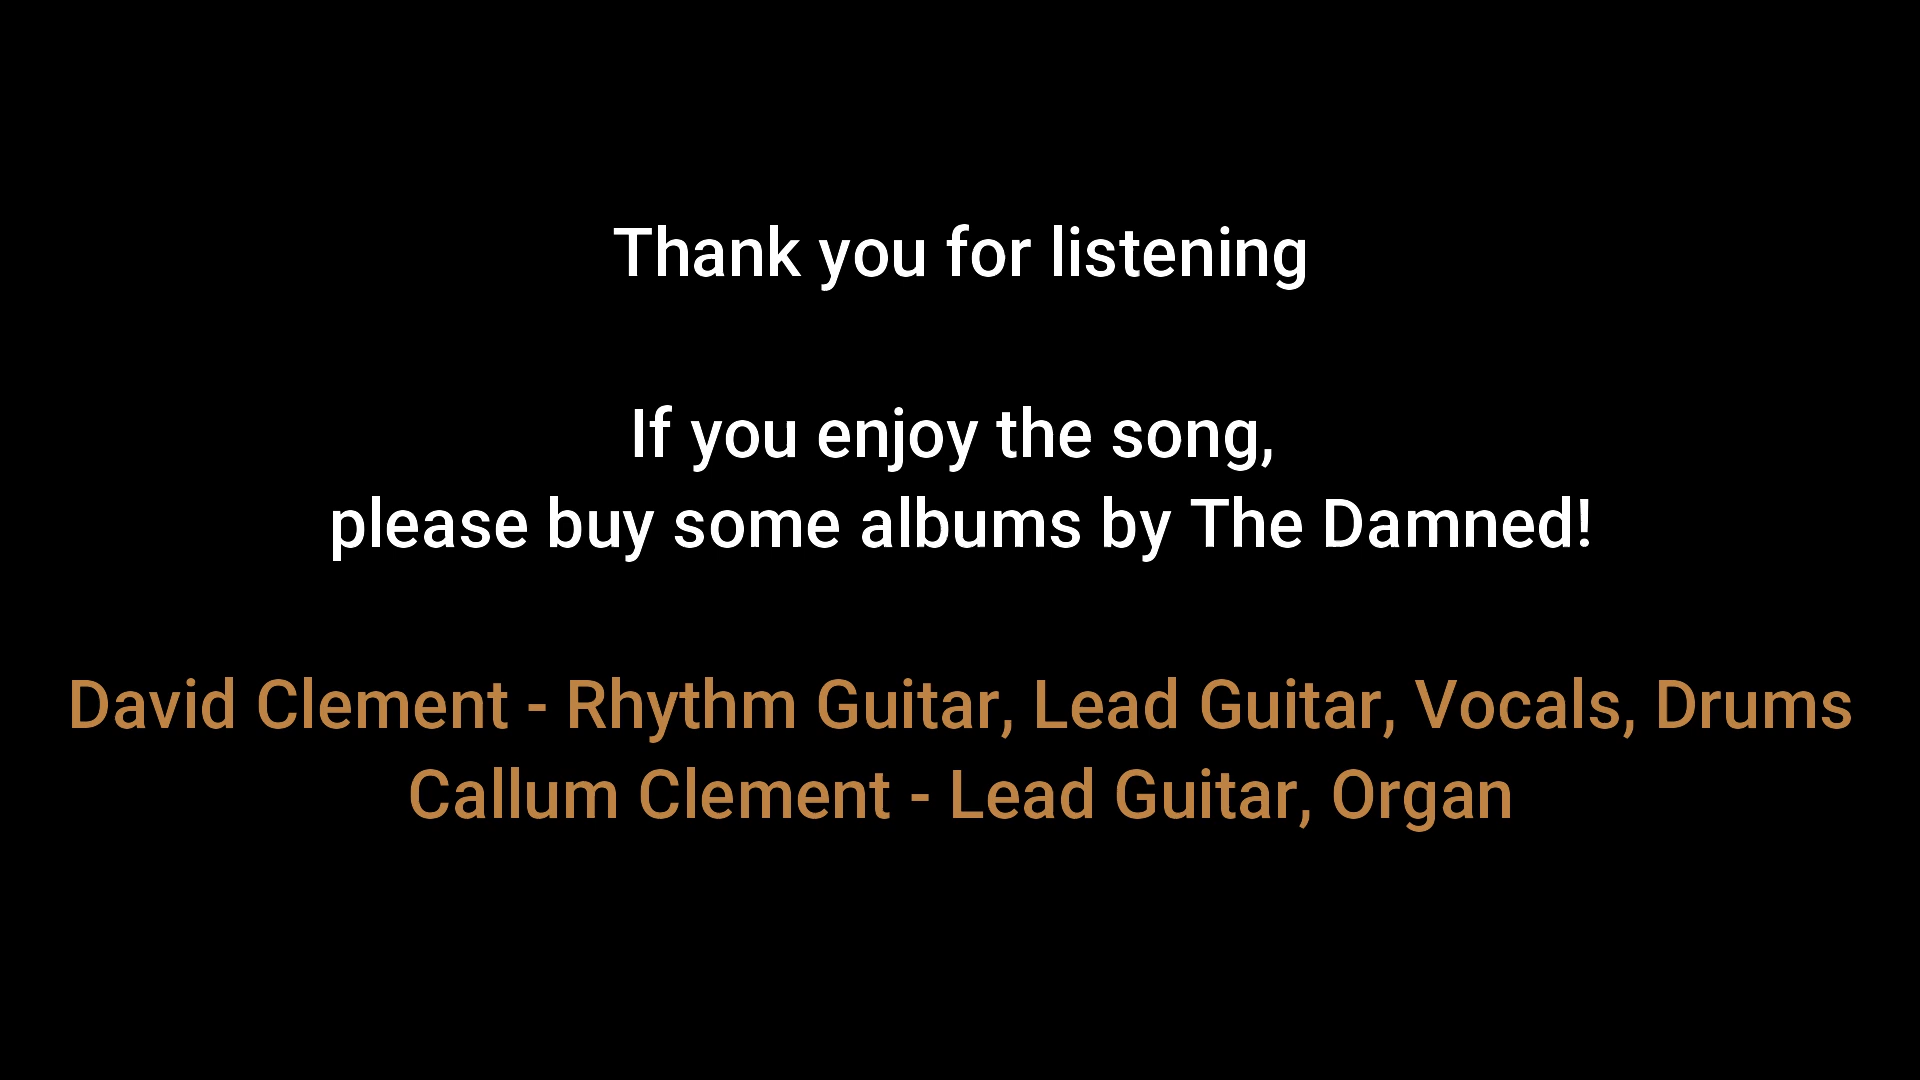 Thank you for listening
If you enjoy the song,
please buy some albums by The Damned!
David Clement - Rhythm Guitar, Lead Guitar, Vocals, Drums
Callum Clement - Lead Guitar, Organ